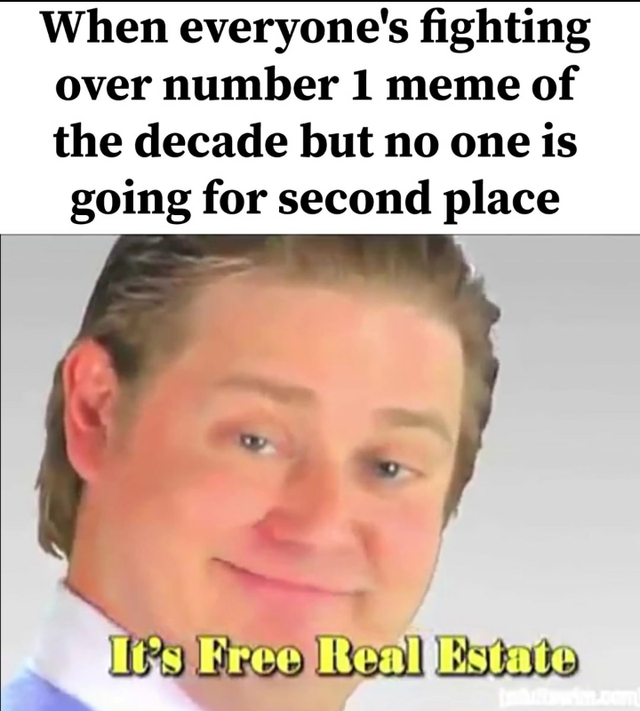 When everyone's fighting
over number 1 meme of
the decade but no one is
going for second place
It's Free Real Estate